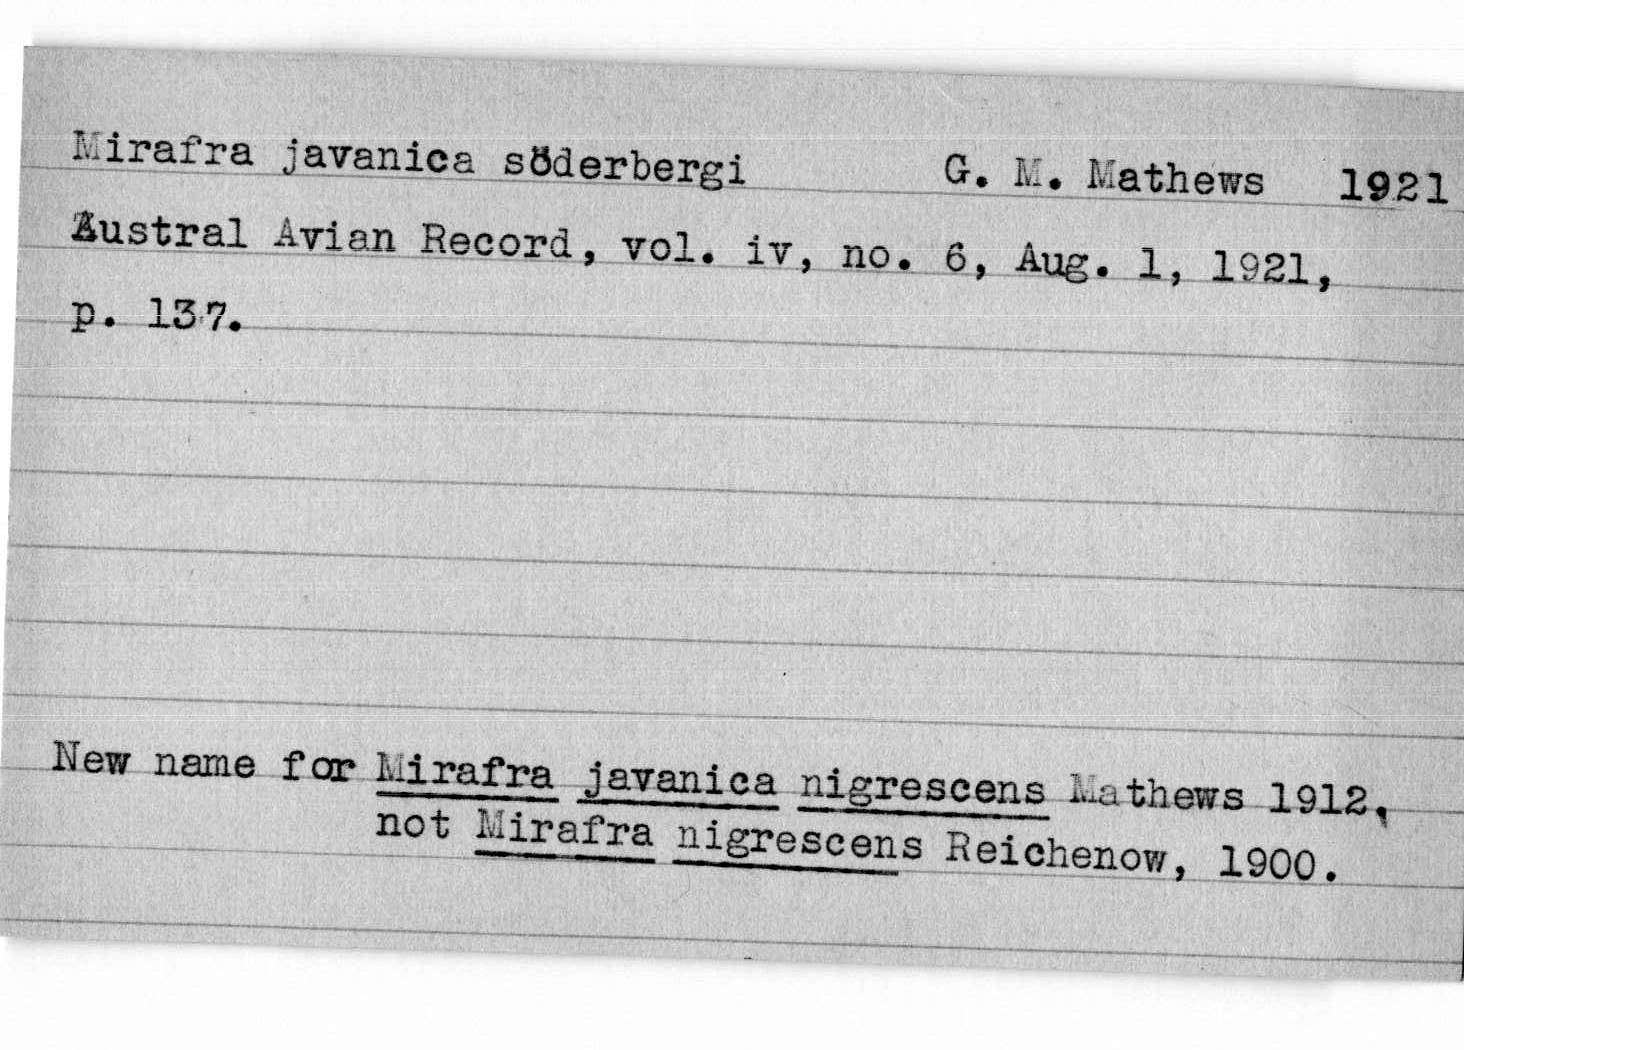 Mirafra javanica söderbergi G. M. Mathews 1921
Austral Avian Record, vol. iv, no. 6, Aug. 1, 1921,
p. 137.
New name for Mirafra javanica nigrescens Mathews 1912,
not Mirafra nigrescens Reichenow, 1900.